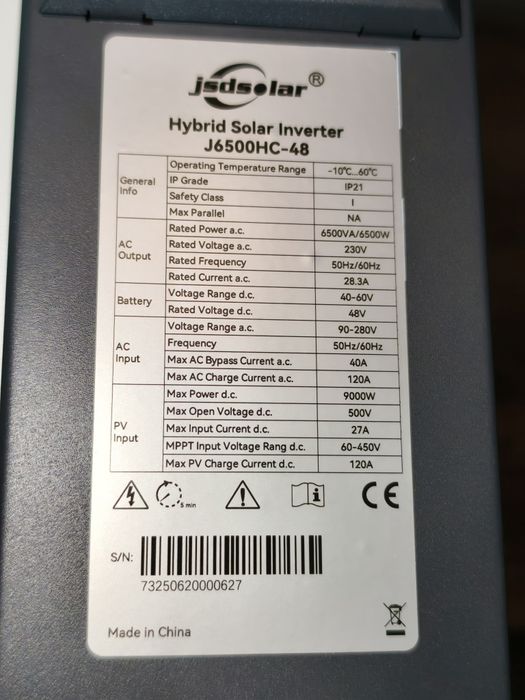 jsdsolar®
Hybrid Solar Inverter
J6500HC-48
General Info
Operating Temperature Range -10℃...60℃
IP Grade IP21
Safety Class I
Max Parallel NA
AC Output
Rated Power a.c. 6500VA/6500W
Rated Voltage a.c. 230V
Rated Frequency 50Hz/60Hz
Rated Current a.c. 28.3A
Battery
Voltage Range d.c. 40-60V
Rated Voltage d.c. 48V
AC Input
Voltage Range a.c. 90-280V
Frequency 50Hz/60Hz
Max AC Bypass Current a.c. 40A
Max AC Charge Current a.c. 120A
PV Input
Max Power d.c. 9000W
Max Open Voltage d.c. 500V
Max Input Current d.c. 27A
MPPT Input Voltage Rang d.c. 60-450V
Max PV Charge Current d.c. 120A
5 min
i
CE
S/N:
73250620000627
Made in China